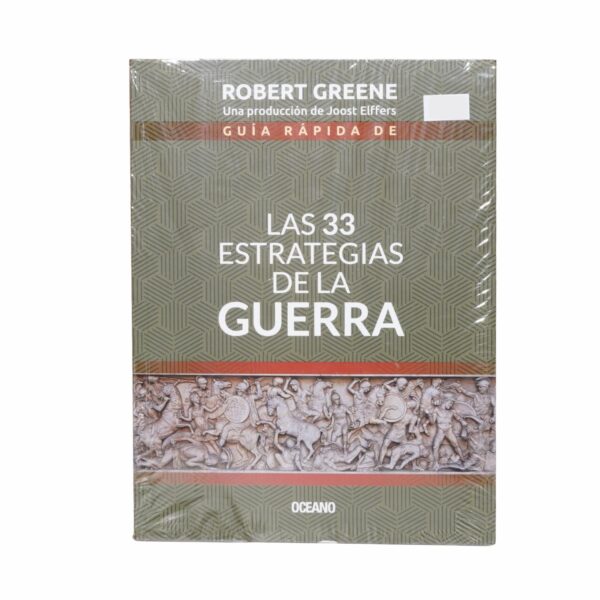 ROBERT GREENE
Una producción de Joost Elffers
GUÍA RÁPIDA DE
LAS 33
ESTRATEGIAS
DE LA
GUERRA
OCEANO